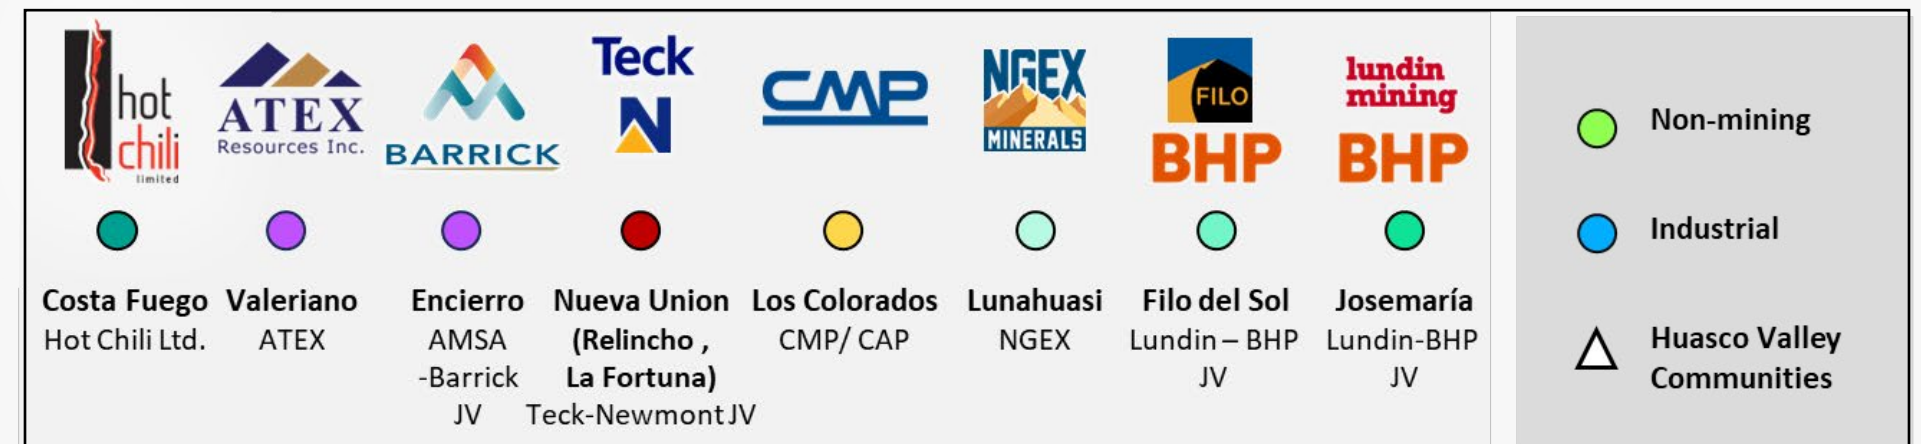 hot
chili
limited
ATEX
Resources Inc.
BARRICK
Teck
N
CMP
NGEX
MINERALS
FILO
BHP
lundin
mining
BHP
Costa Fuego
Hot Chili Ltd.
Valeriano
ATEX
Encierro
AMSA
-Barrick
JV
Nueva Union
(Relincho ,
La Fortuna)
Teck-Newmont JV
Los Colorados
CMP/ CAP
Lunahuasi
NGEX
Filo del Sol
Lundin – BHP
JV
Josemaría
Lundin-BHP
JV
Non-mining
Industrial
Huasco Valley
Communities